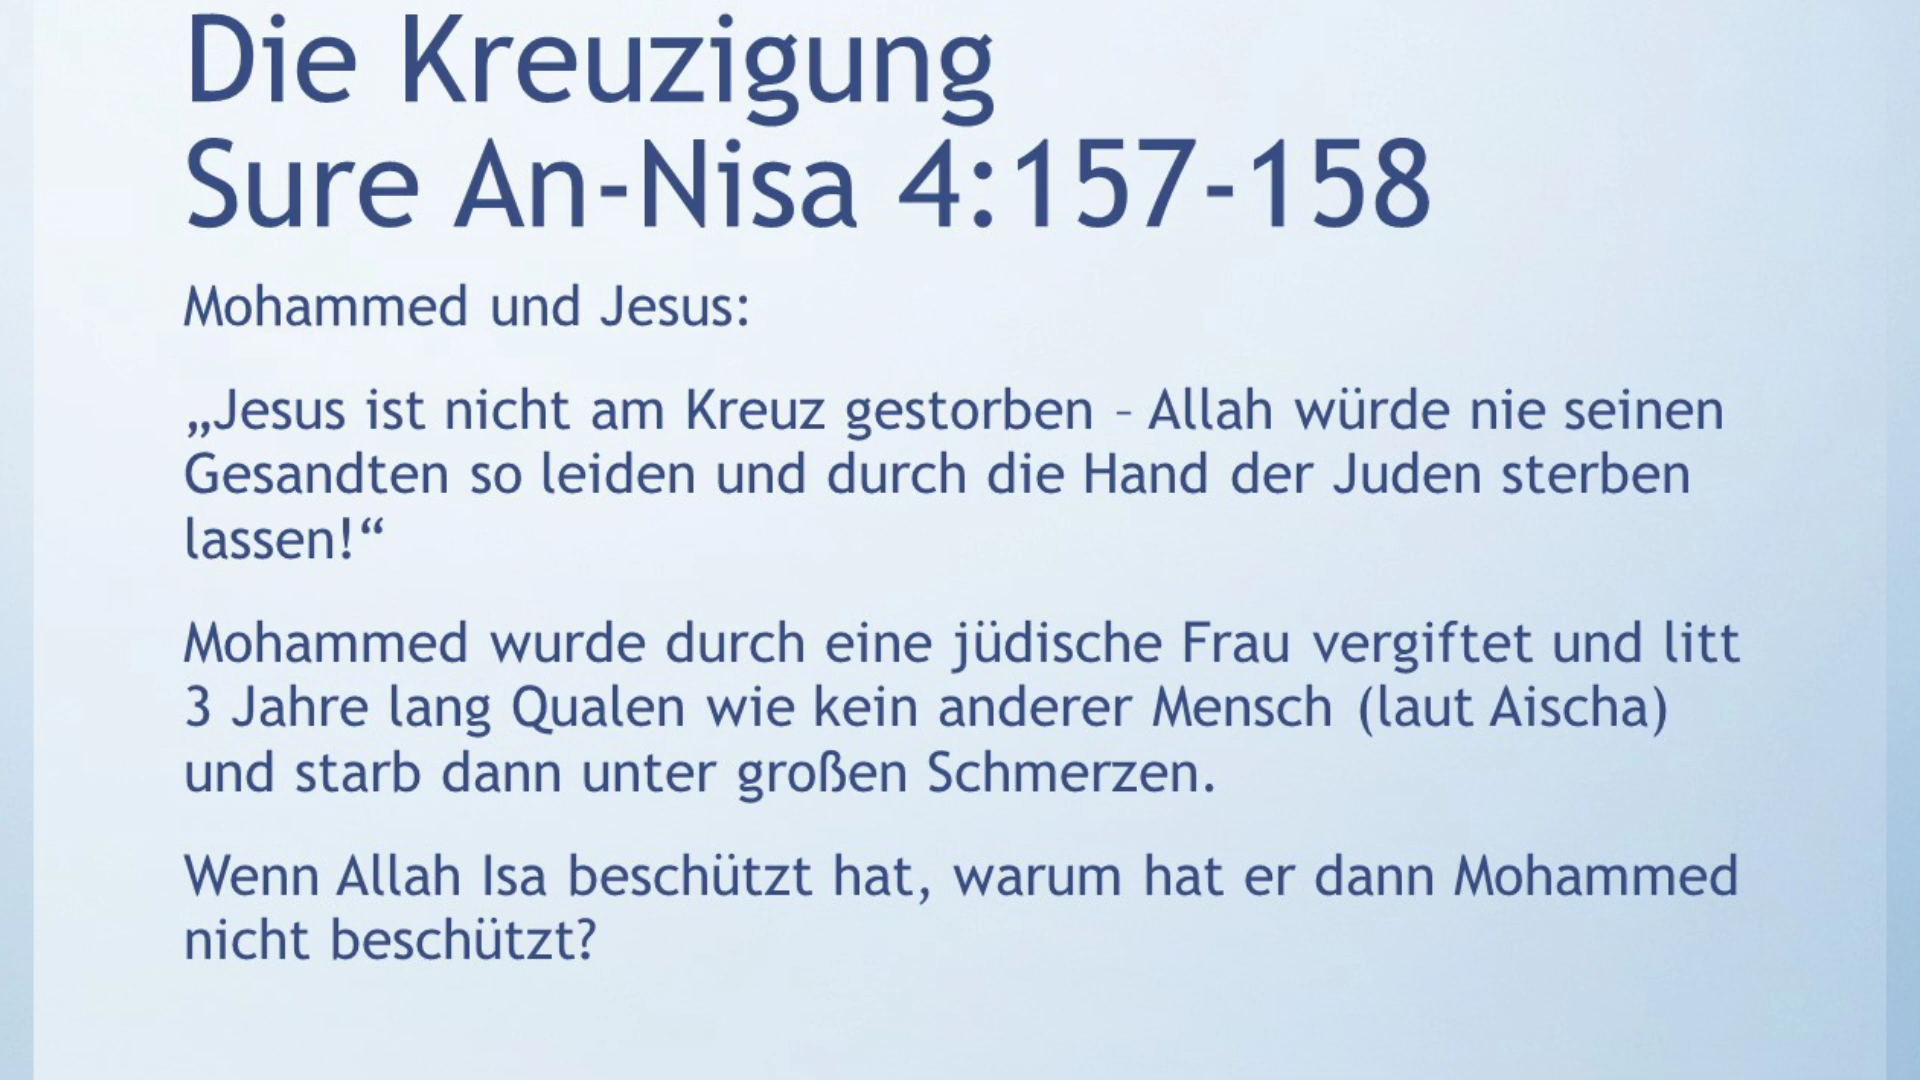 Die Kreuzigung
Sure An-Nisa 4:157-158
Mohammed und Jesus:
„Jesus ist nicht am Kreuz gestorben – Allah würde nie seinen
Gesandten so leiden und durch die Hand der Juden sterben
lassen!“
Mohammed wurde durch eine jüdische Frau vergiftet und litt
3 Jahre lang Qualen wie kein anderer Mensch (laut Aischa)
und starb dann unter großen Schmerzen.
Wenn Allah Isa beschützt hat, warum hat er dann Mohammed
nicht beschützt?